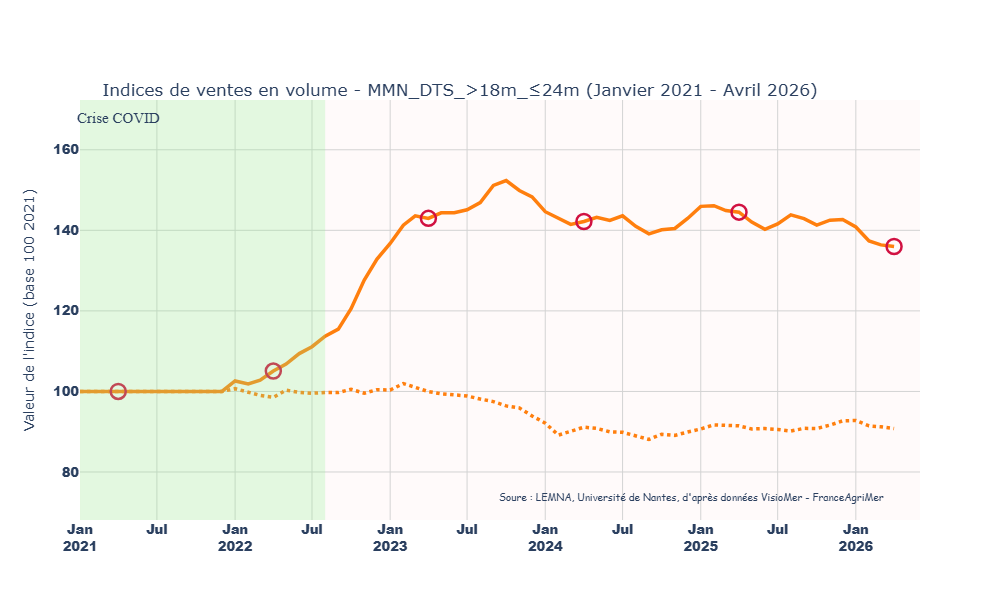 Indices de ventes en volume - MMN_DTS_>18m_≤24m (Janvier 2021 - Avril 2026)
Crise COVID
160
140
120
100
80
Valeur de l'indice (base 100 2021)
Soure : LEMNA, Université de Nantes, d'après données VisioMer - FranceAgriMer
Jan Jul Jan Jul Jan Jul Jan Jul Jan Jul Jan
2021 2022 2023 2024 2025 2026